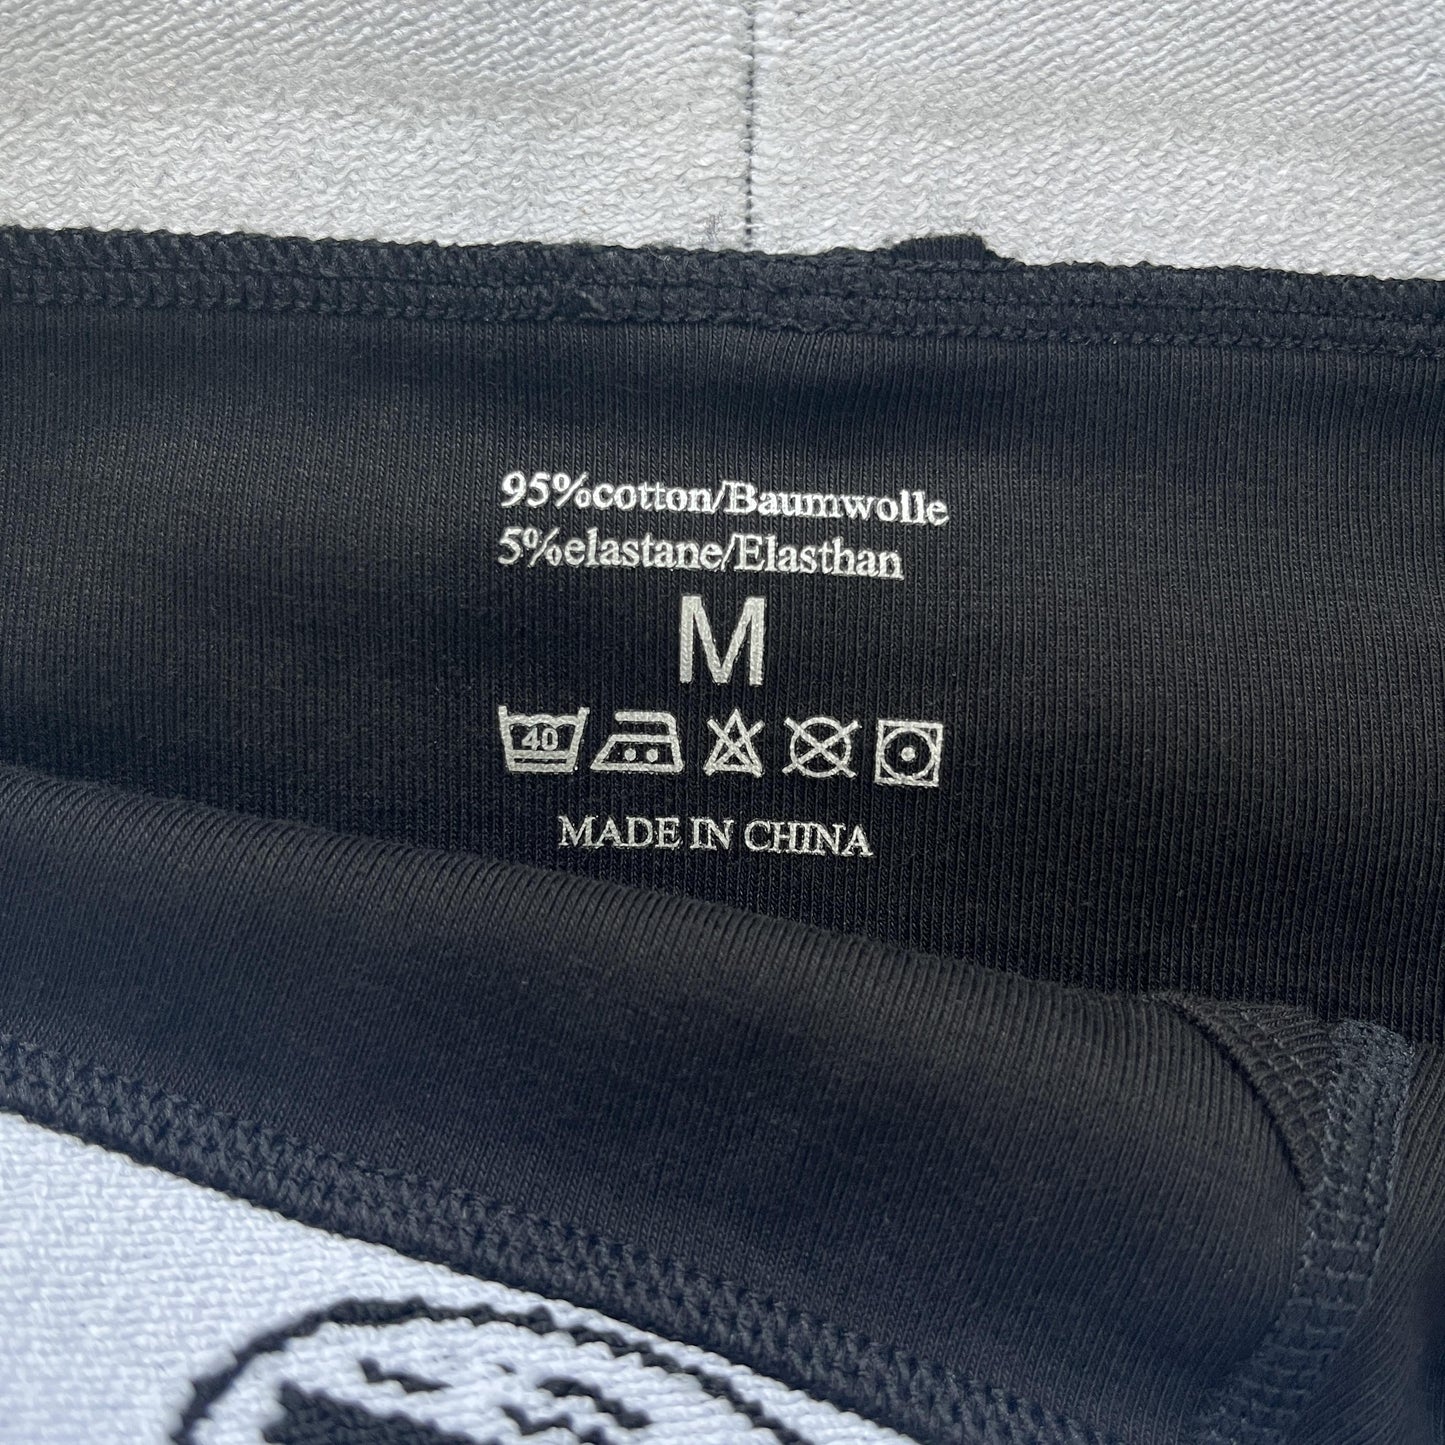 95%cotton/Baumwolle
5%elastane/Elasthan
M
40
MADE IN CHINA